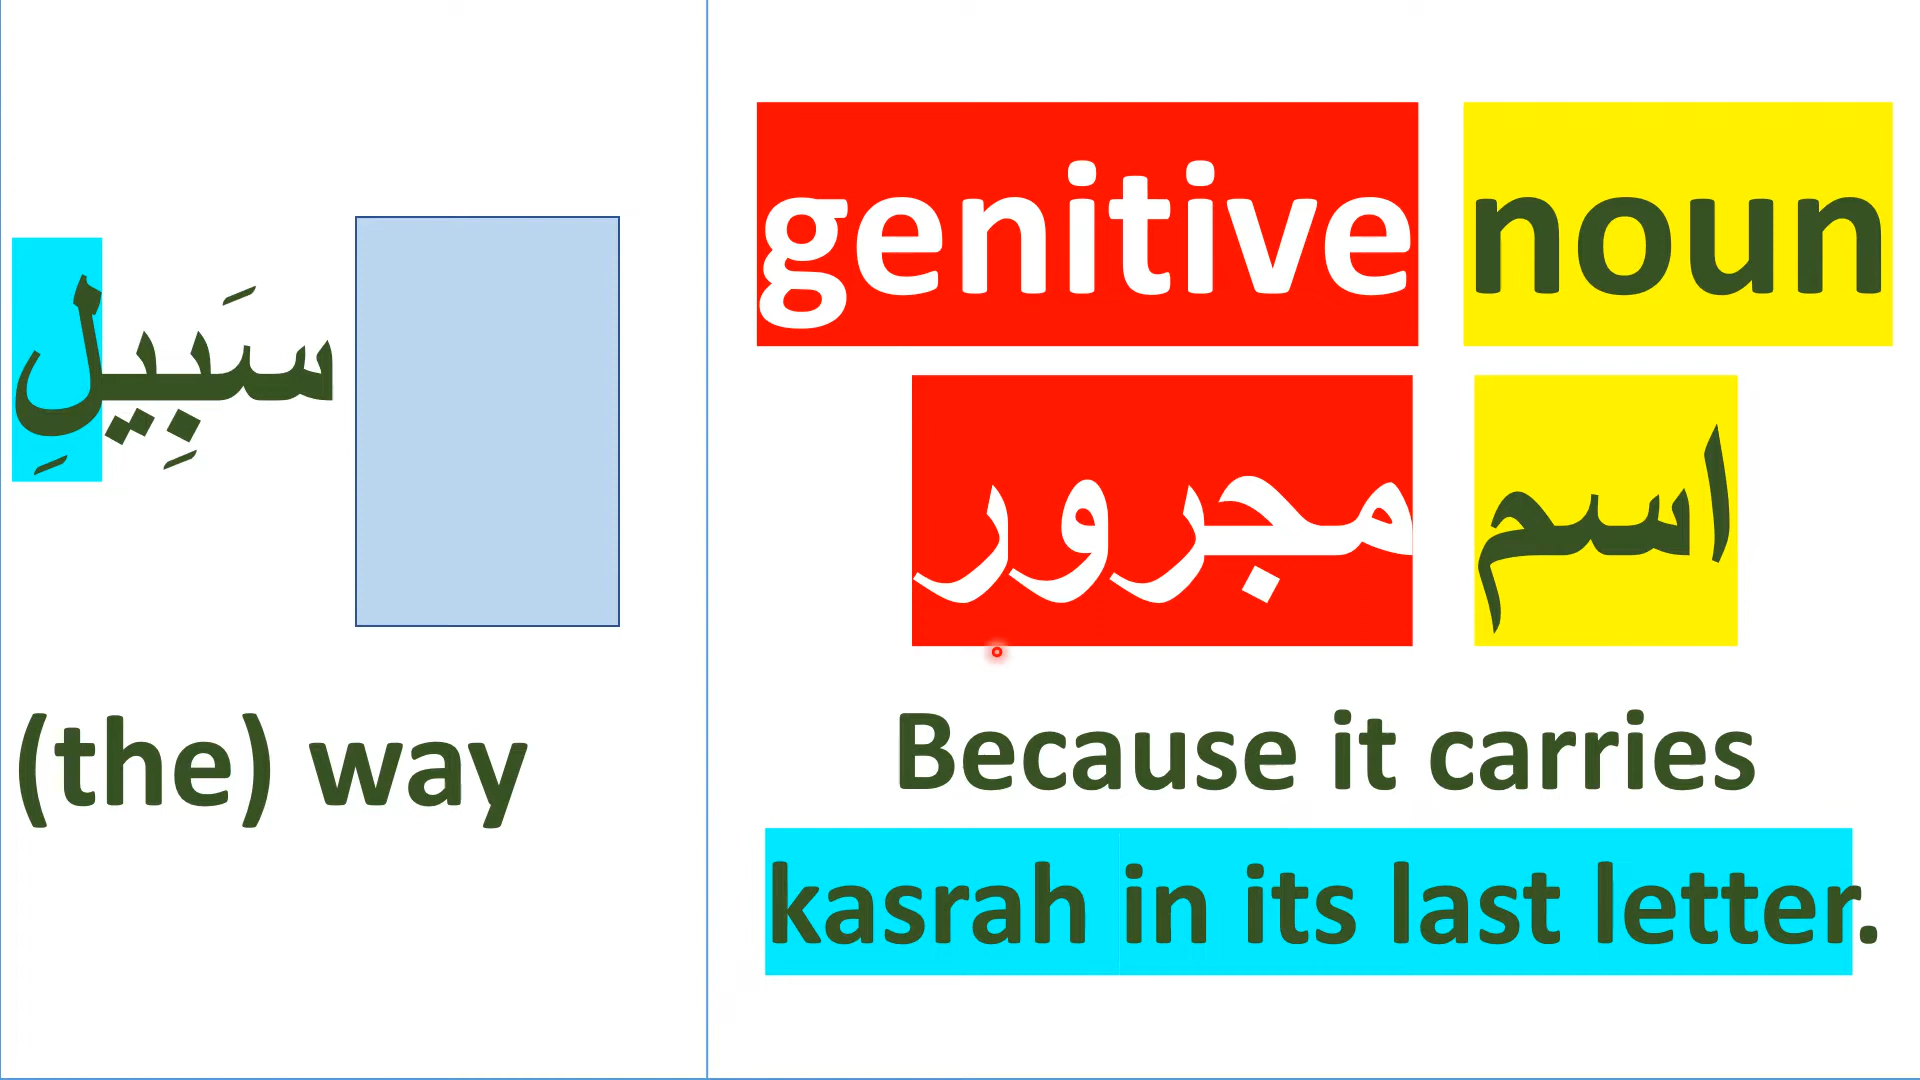 سَبِيلِ
(the) way
genitive noun
اسم مجرور
Because it carries
kasrah in its last letter.